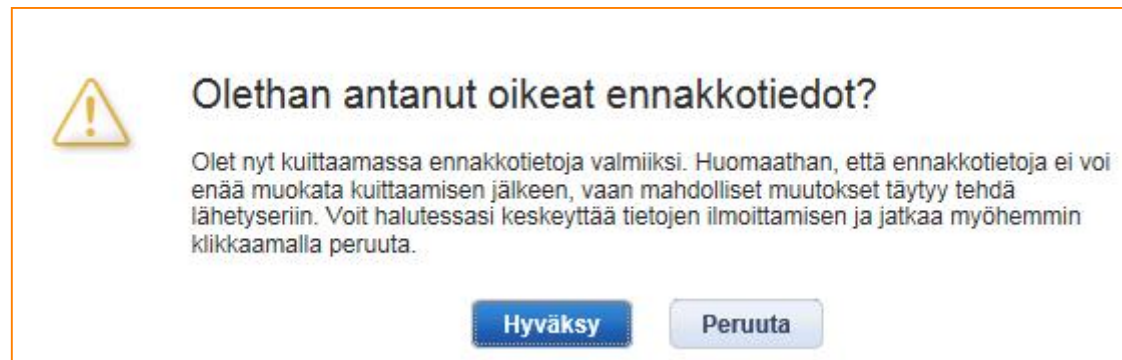 Olethan antanut oikeat ennakkotiedot?
Olet nyt kuittaamassa ennakkotietoja valmiiksi. Huomaathan, että ennakkotietoja ei voi
enää muokata kuittaamisen jälkeen, vaan mahdolliset muutokset täytyy tehdä
lähetyseriin. Voit halutessasi keskeyttää tietojen ilmoittamisen ja jatkaa myöhemmin
klikkaamalla peruuta.
Hyväksy Peruuta